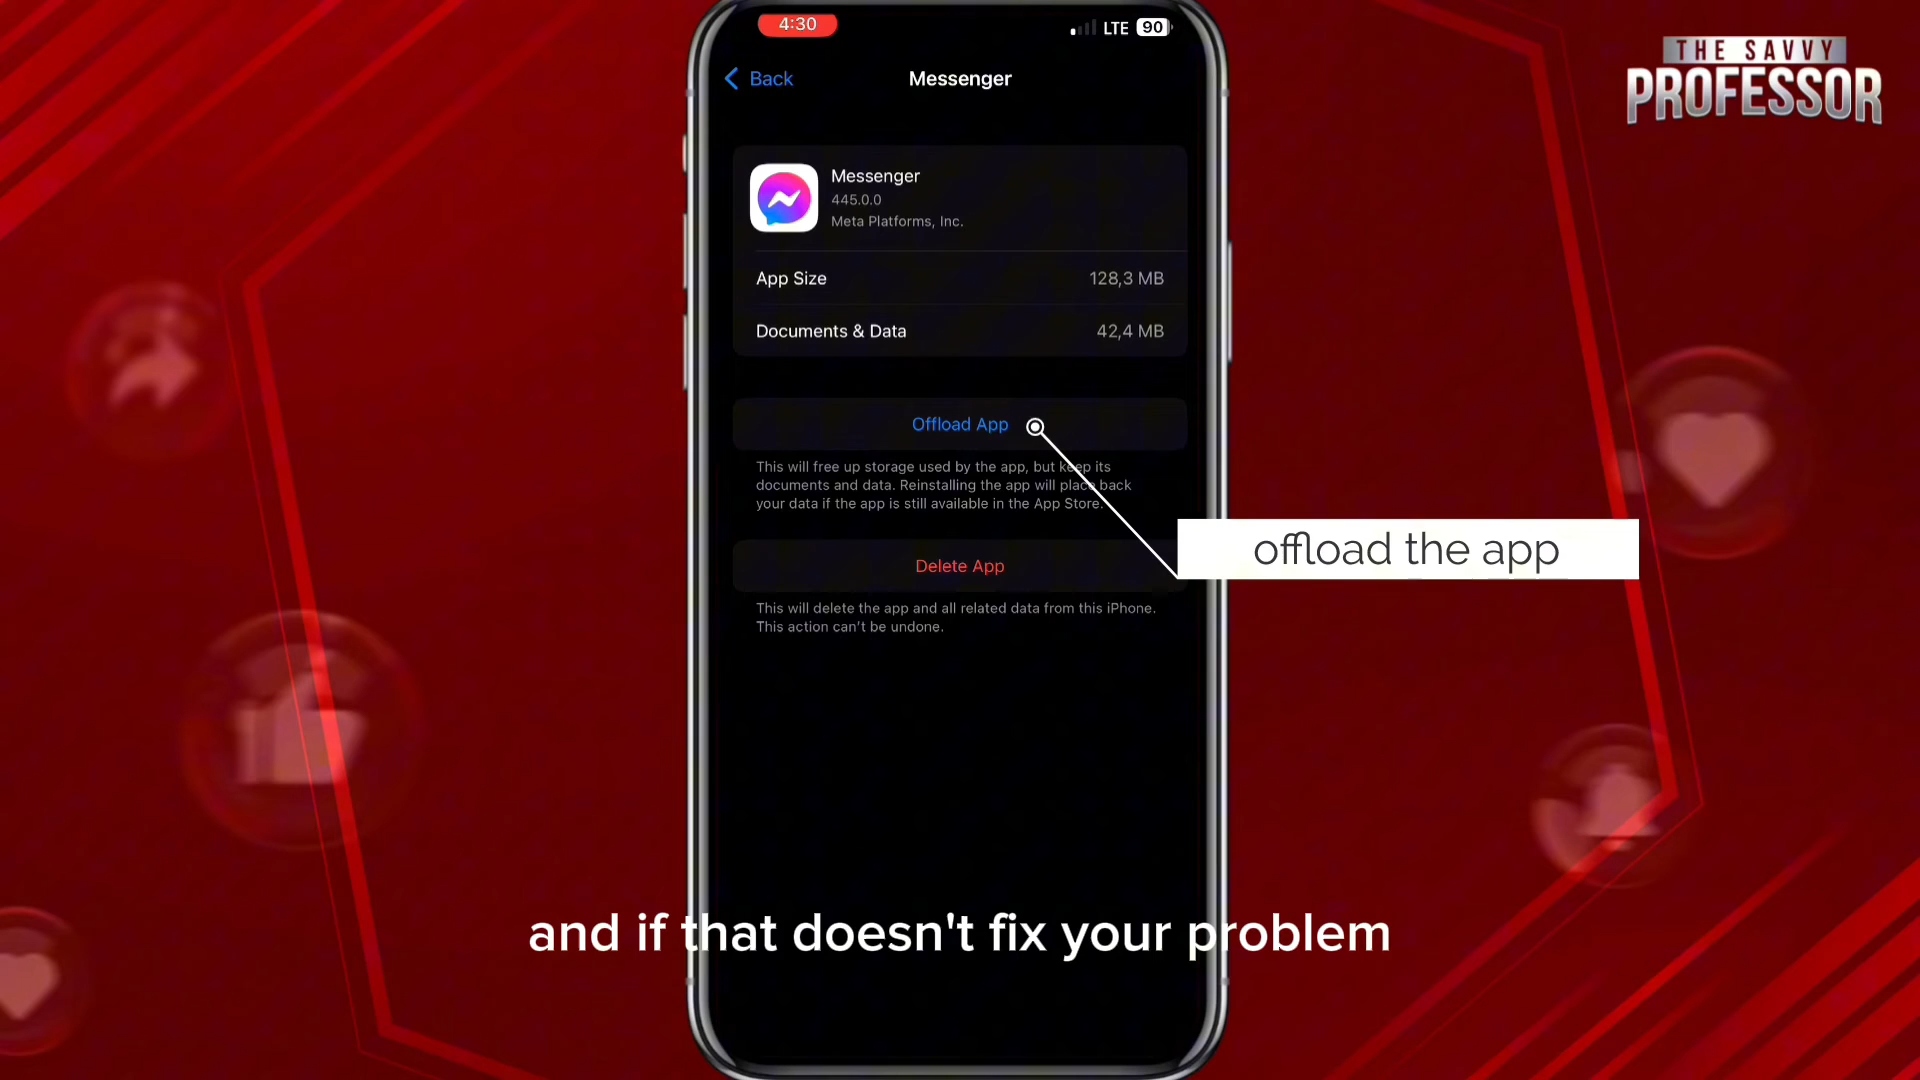 4:30
LTE 90
Back
Messenger
THE SAVVY
PROFESSOR
Messenger
445.0.0
Meta Platforms, Inc.
App Size 128,3 MB
Documents & Data 42,4 MB
Offload App
This will free up storage used by the app, but keep its
documents and data. Reinstalling the app will place back
your data if the app is still available in the App Store.
offload the app
Delete App
This will delete the app and all related data from this iPhone.
This action can't be undone.
and if that doesn't fix your problem